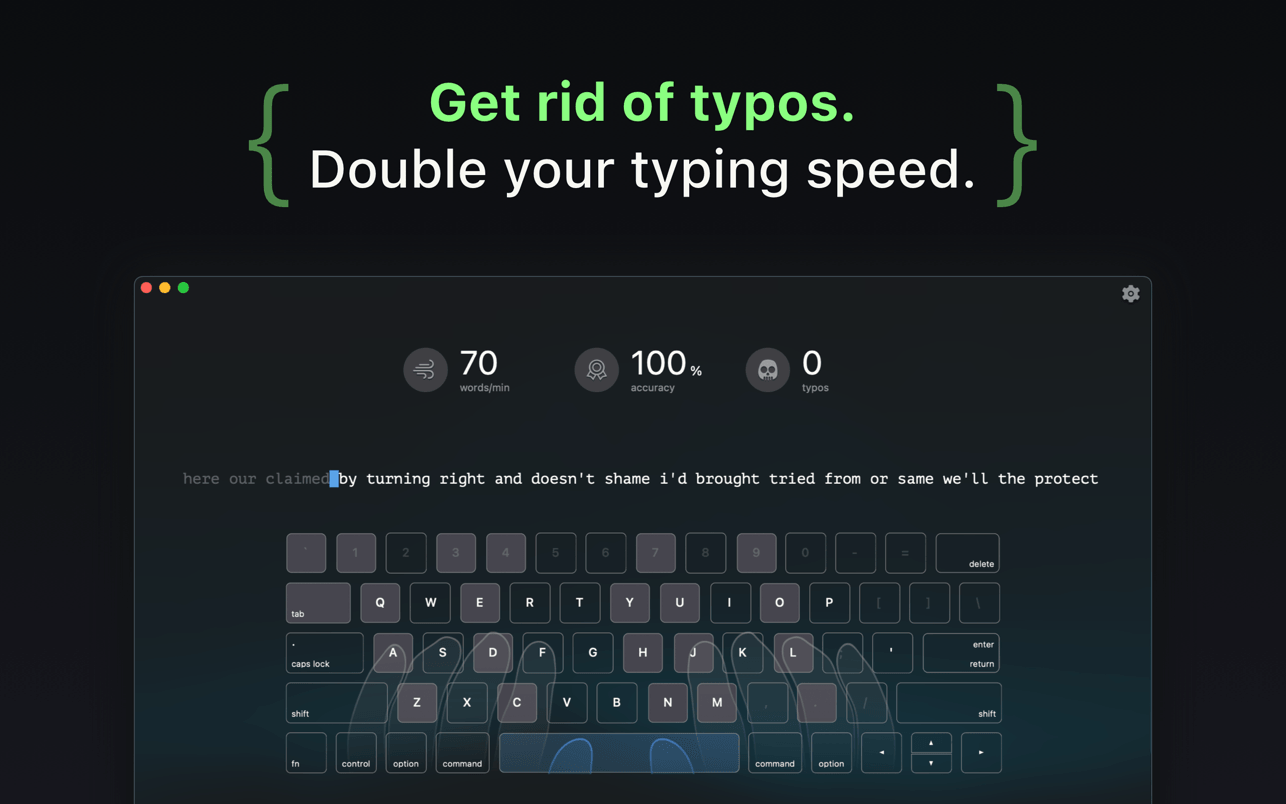 { Get rid of typos.
Double your typing speed. }
70 100 % 0
words/min accuracy typos
here our claimed by turning right and doesn't shame i'd brought tried from or same we'll the protect
` 1 2 3 4 5 6 7 8 9 0 - = delete
tab Q W E R T Y U I O P [ ] \
caps lock A S D F G H J K L ; ' enter return
shift Z X C V B N M , . / shift
fn control option command command option ◄ ▲ ▼ ►